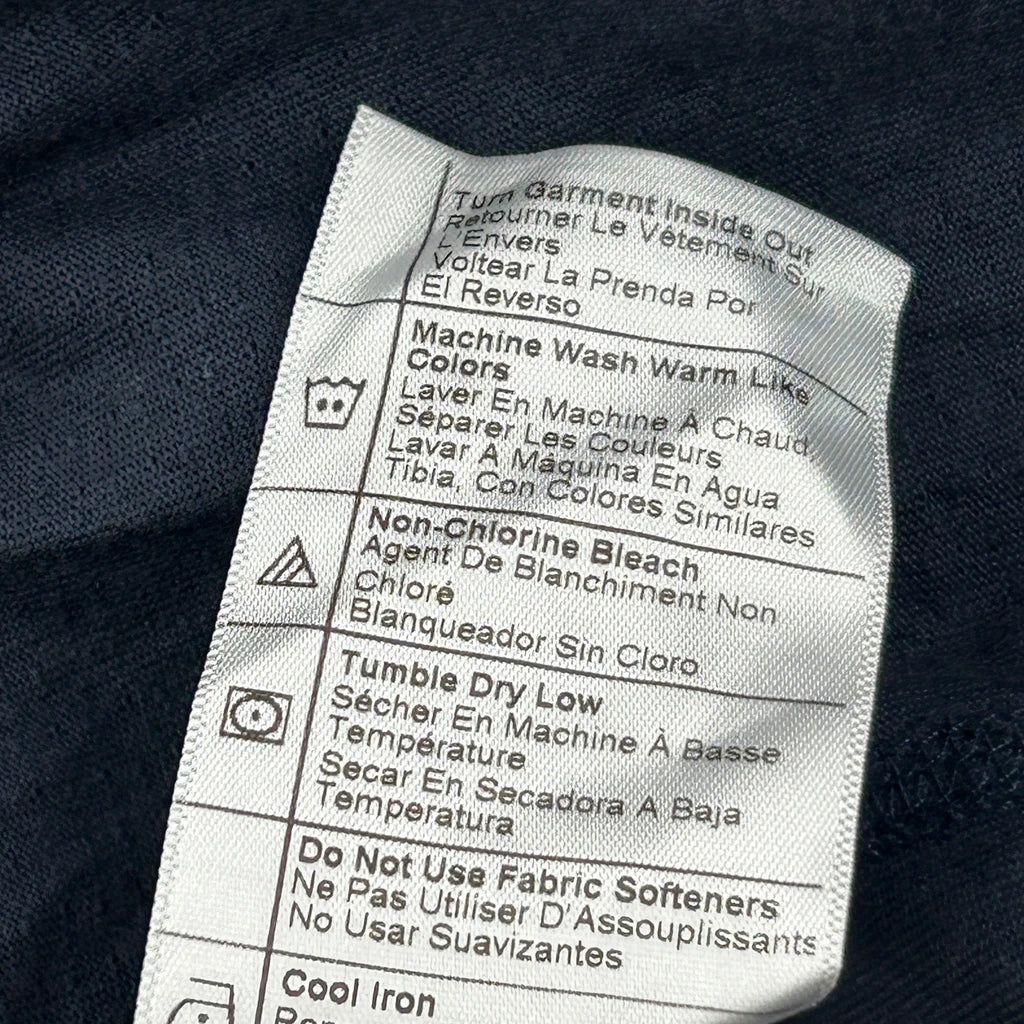 Turn Garment Inside Out
Retourner Le Vêtement Sur
L'Envers
Voltear La Prenda Por
El Reverso
Machine Wash Warm Like
Colors
Laver En Machine À Chaud,
Séparer Les Couleurs
Lavar A Máquina En Agua
Tibia, Con Colores Similares
Non-Chlorine Bleach
Agent De Blanchiment Non
Chloré
Blanqueador Sin Cloro
Tumble Dry Low
Sécher En Machine À Basse
Température
Secar En Secadora A Baja
Temperatura
Do Not Use Fabric Softeners
Ne Pas Utiliser D'Assouplissants
No Usar Suavizantes
Cool Iron